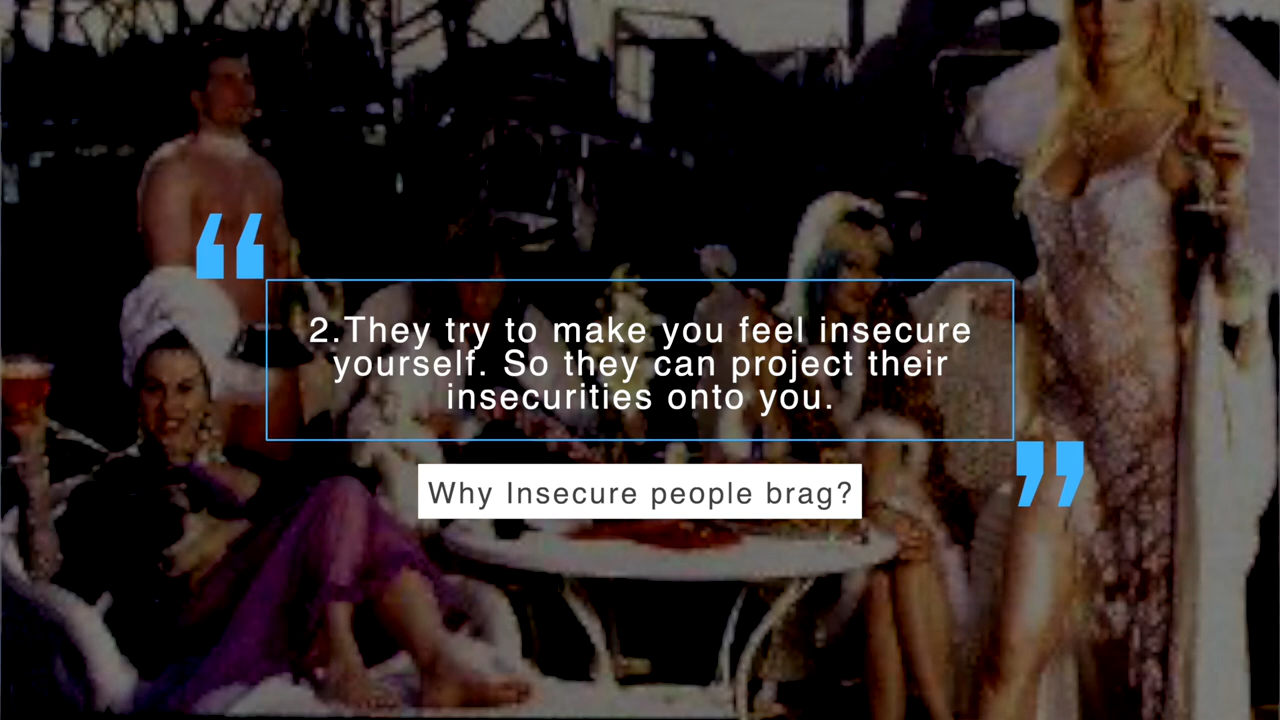 “
2.They try to make you feel insecure
yourself. So they can project their
insecurities onto you.
”
Why Insecure people brag?